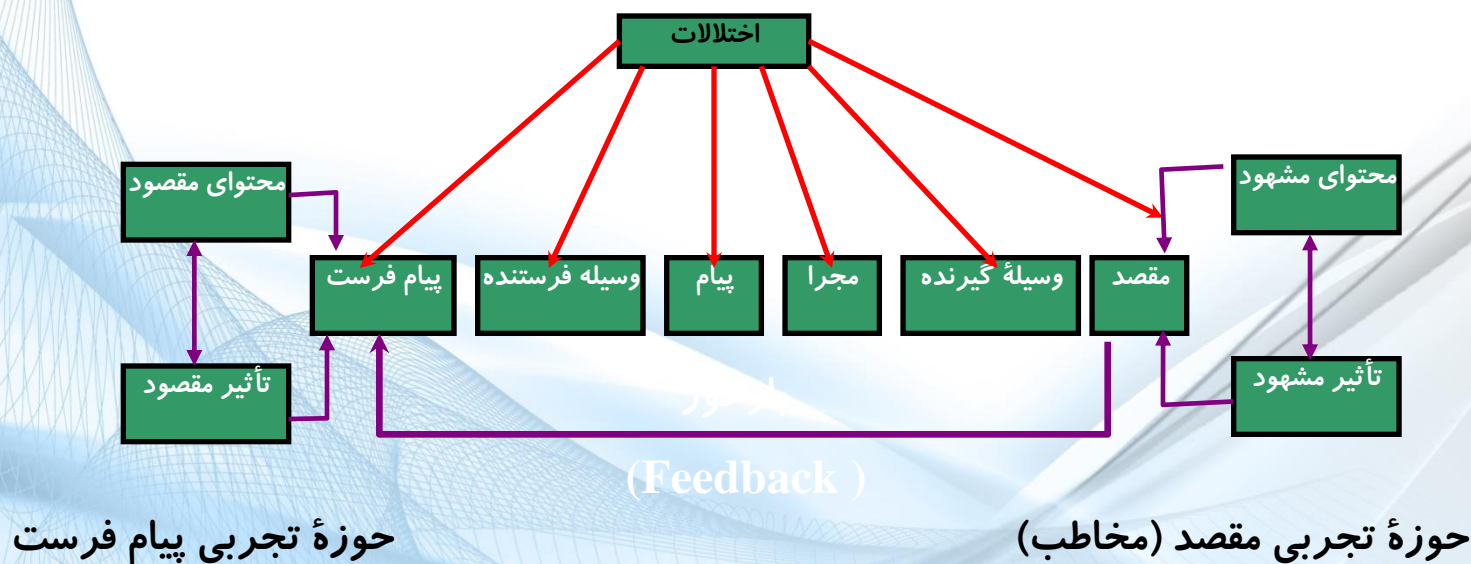 اختلالات
محتوای مشهود
محتوای مقصود
مقصد
وسیلهٔ گیرنده
مجرا
پیام
وسیله فرستنده
پیام فرست
تأثیر مشهود
تأثیر مقصود
(Feedback )
حوزهٔ تجربی مقصد (مخاطب)
حوزهٔ تجربی پیام فرست